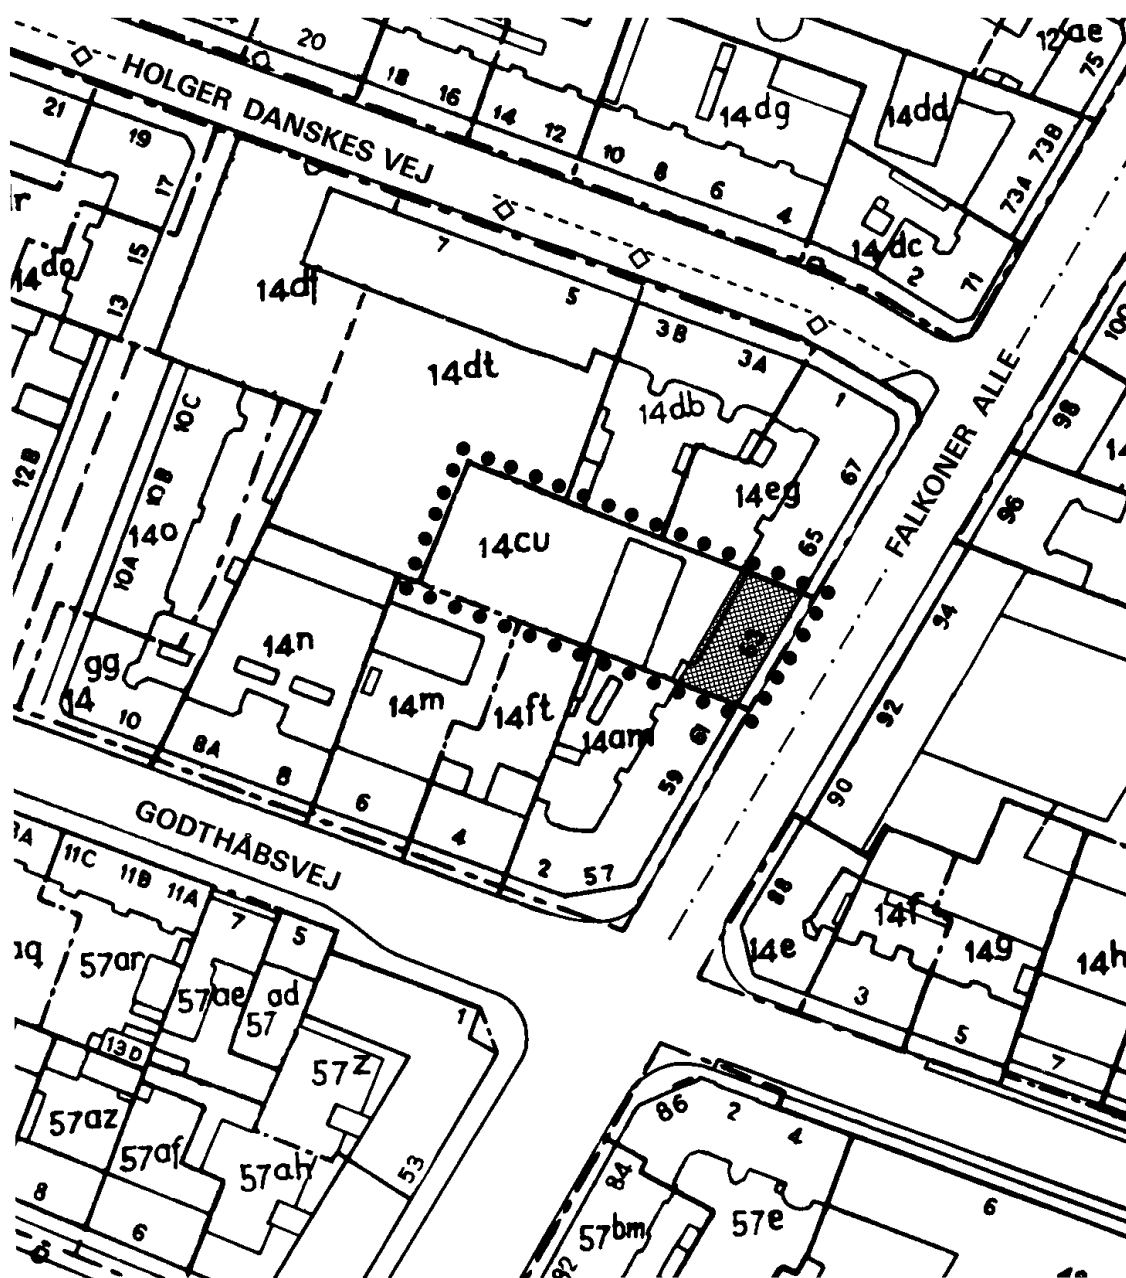 20
18
16
14
12
10
8
6
4
2
71
73A
73B
75
12ae
14dg
14dd
14dc
HOLGER DANSKES VEJ
21
19
17
15
13
14do
7
5
3B
3A
1
14dt
14db
14eg
67
65
63
61
59
57
FALKONER ALLE
100
98
96
94
92
90
88
12B
10C
10B
10A
14o
14cu
14n
14m
14ft
14am
gg
14
10
8A
8
6
4
2
GODTHÅBSVEJ
11C
11B
11A
7
5
57ar
57ae
ad
57
1
13D
57z
57az
57af
57ah
53
8
6
14e
14f
14g
14h
3
5
7
86
2
4
6
84
57bm
57e